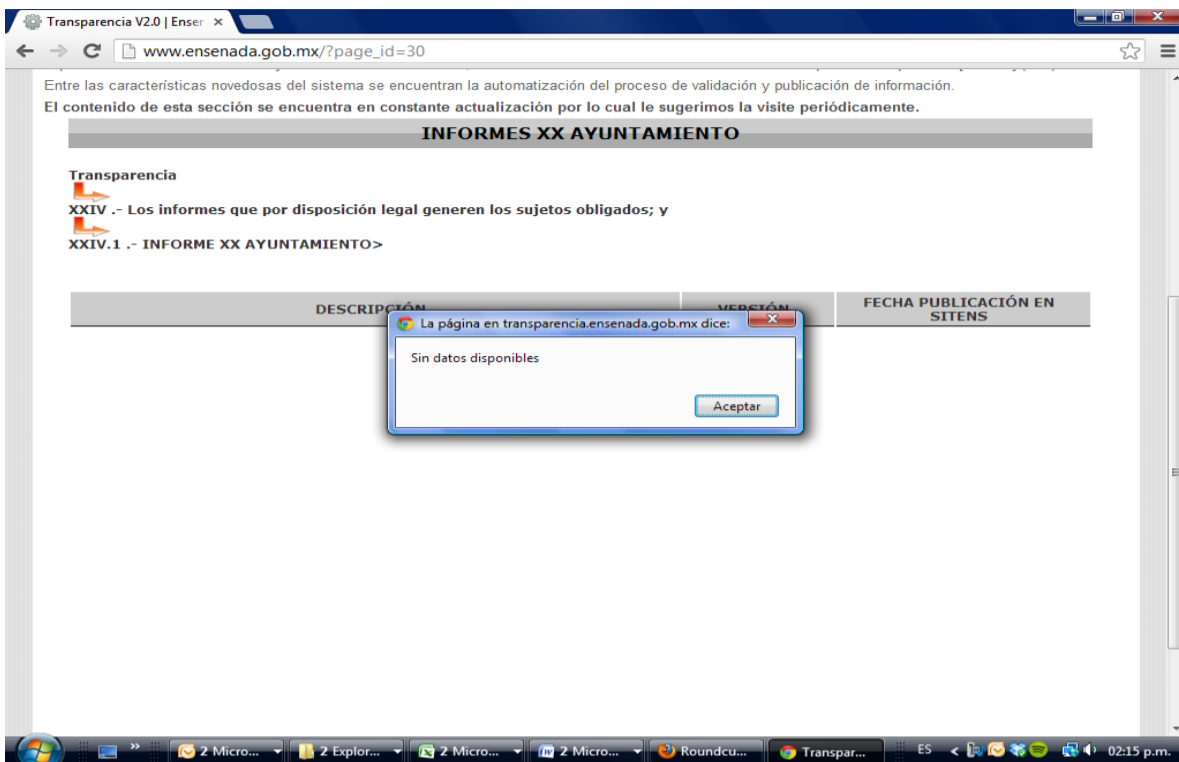 Transparencia V2.0 | Enser
www.ensenada.gob.mx/?page_id=30
Entre las características novedosas del sistema se encuentran la automatización del proceso de validación y publicación de información.
El contenido de esta sección se encuentra en constante actualización por lo cual le sugerimos la visite periódicamente.
INFORMES XX AYUNTAMIENTO
Transparencia
XXIV .- Los informes que por disposición legal generen los sujetos obligados; y
XXIV.1 .- INFORME XX AYUNTAMIENTO>
DESCRIPCIÓN VERSIÓN FECHA PUBLICACIÓN EN
SITENS
La página en transparencia.ensenada.gob.mx dice:
Sin datos disponibles
Aceptar
2 Micro... 2 Explor... 2 Micro... 2 Micro... Roundcu... Transpar... ES 02:15 p.m.